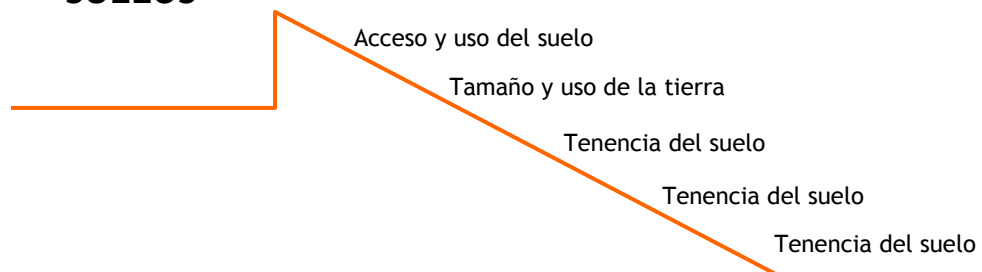 Acceso y uso del suelo
Tamaño y uso de la tierra
Tenencia del suelo
Tenencia del suelo
Tenencia del suelo